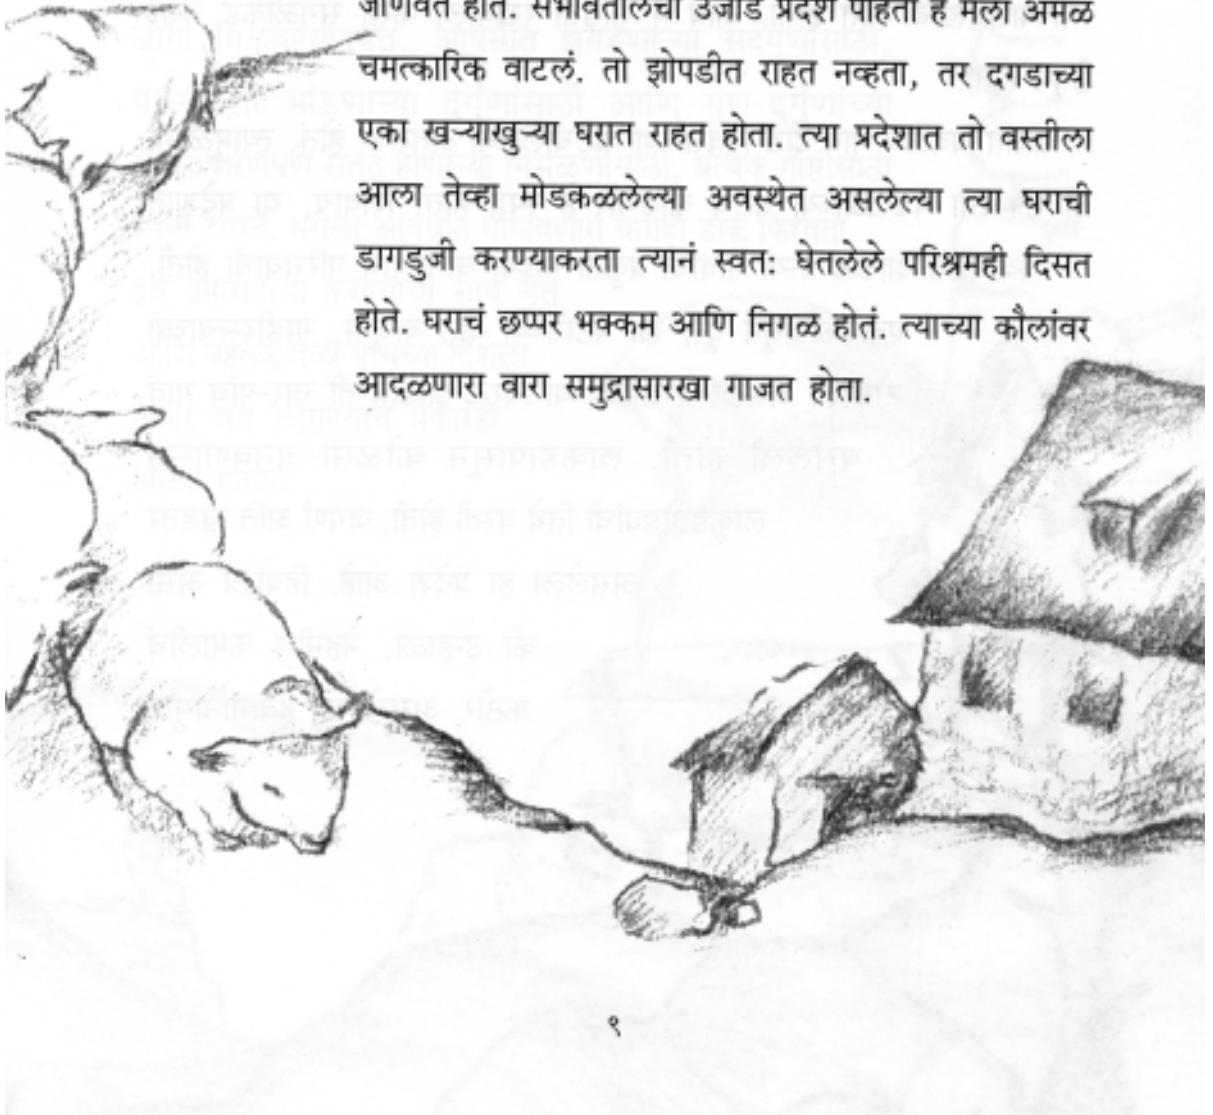 जाणवत होतं. सभोवतालचा उजाड प्रदेश पाहता हे मला अंमळ
चमत्कारिक वाटलं. तो झोपडीत राहत नव्हता, तर दगडाच्या
एका खऱ्याखुऱ्या घरात राहत होता. त्या प्रदेशात तो वस्तीला
आला तेव्हा मोडकळलेल्या अवस्थेत असलेल्या त्या घराची
डागडुजी करण्याकरता त्यानं स्वतः घेतलेले परिश्रमही दिसत
होते. घराचं छप्पर भक्कम आणि निगळ होतं. त्याच्या कौलांवर
आदळणारा वारा समुद्रासारखा गाजत होता.
९